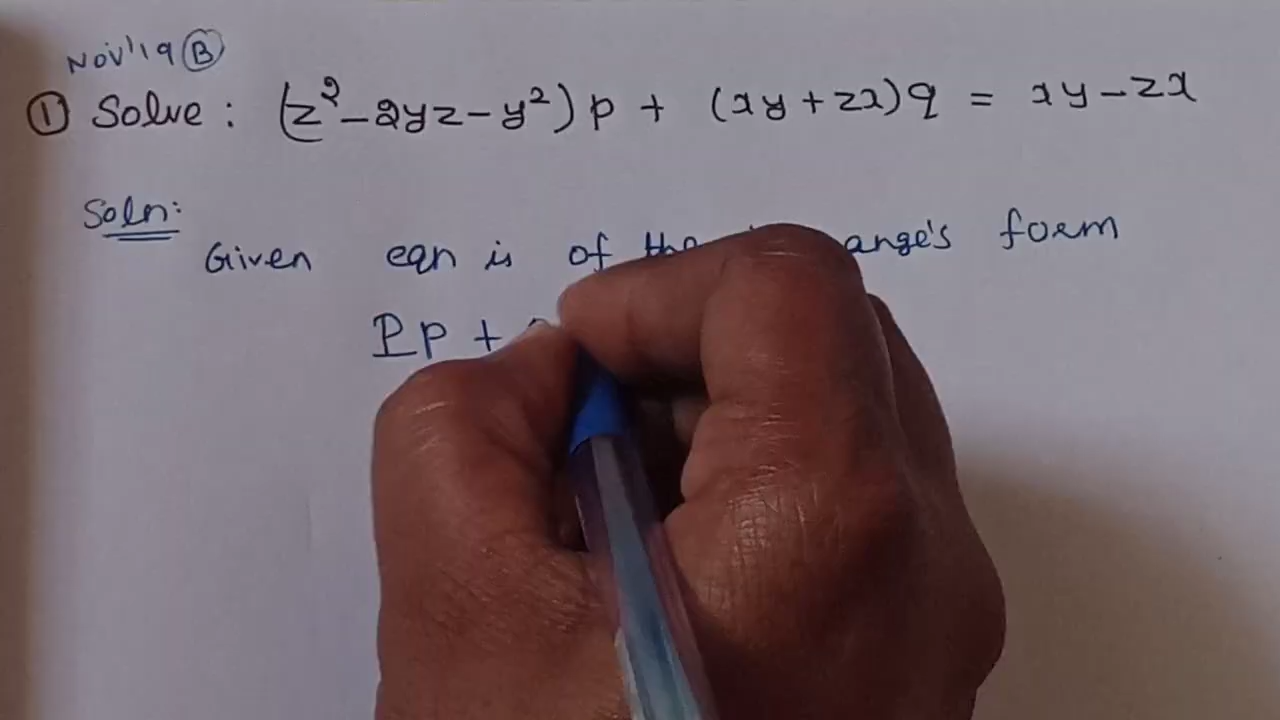 Nov'19 Ⓑ
① Solve : (z²-2yz-y²)p + (xy+zx)q = xy-zx
Soln:
Given eqn is of the form
Pp +